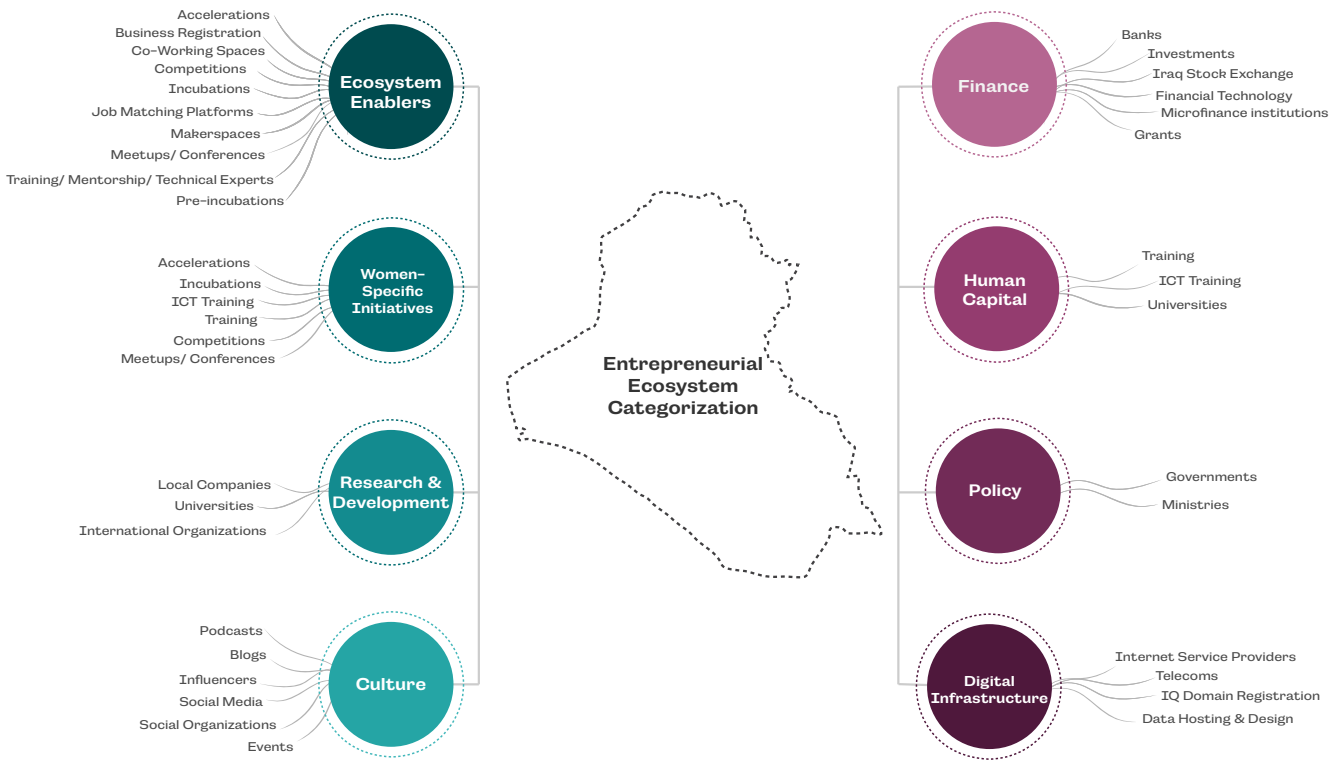 Accelerations
Business Registration
Co-Working Spaces
Competitions
Incubations
Job Matching Platforms
Makerspaces
Meetups/ Conferences
Training/ Mentorship/ Technical Experts
Pre-incubations
Ecosystem
Enablers
Accelerations
Incubations
ICT Training
Training
Competitions
Meetups/ Conferences
Women-
Specific
Initiatives
Local Companies
Universities
International Organizations
Research &
Development
Podcasts
Blogs
Influencers
Social Media
Social Organizations
Events
Culture
Entrepreneurial
Ecosystem
Categorization
Finance
Banks
Investments
Iraq Stock Exchange
Financial Technology
Microfinance institutions
Grants
Human
Capital
Training
ICT Training
Universities
Policy
Governments
Ministries
Digital
Infrastructure
Internet Service Providers
Telecoms
IQ Domain Registration
Data Hosting & Design